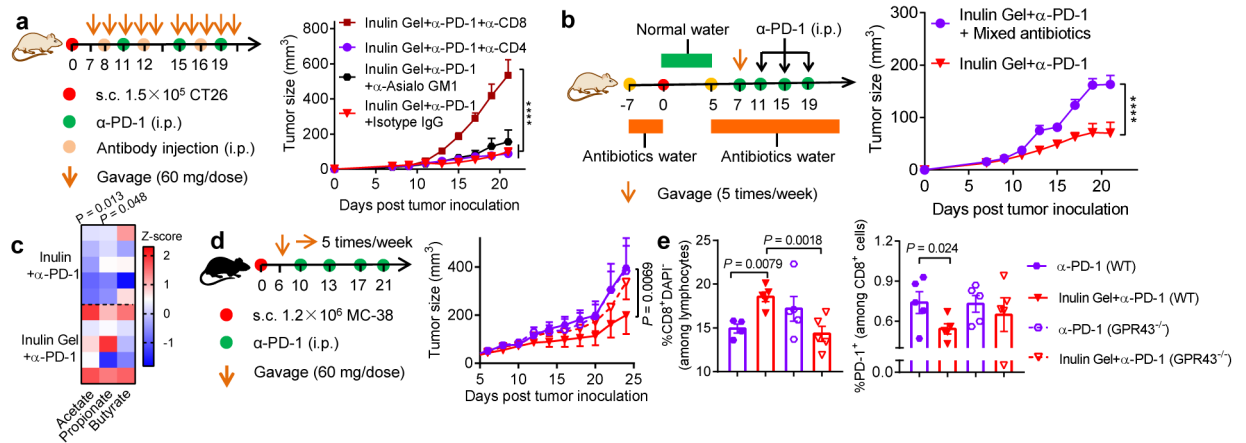 a
0 7 8 11 12 15 16 19
s.c. 1.5×10⁵ CT26
α-PD-1 (i.p.)
Antibody injection (i.p.)
Gavage (60 mg/dose)
Tumor size (mm³)
800
600
400
200
0
0 5 10 15 20
Days post tumor inoculation
Inulin Gel+α-PD-1+α-CD8
Inulin Gel+α-PD-1+α-CD4
Inulin Gel+α-PD-1
+α-Asialo GM1
Inulin Gel+α-PD-1
+Isotype IgG
****
b
Normal water
α-PD-1 (i.p.)
-7 0 5 7 11 15 19
Antibiotics water
Antibiotics water
Gavage (5 times/week)
Tumor size (mm³)
300
200
100
0
0 5 10 15 20
Days post tumor inoculation
Inulin Gel+α-PD-1
+ Mixed antibiotics
Inulin Gel+α-PD-1
****
c
P = 0.013
P = 0.048
Inulin
+α-PD-1
Inulin Gel
+α-PD-1
Acetate
Propionate
Butyrate
Z-score
2
1
0
-1
d
5 times/week
0 6 10 13 17 21
s.c. 1.2×10⁶ MC-38
α-PD-1 (i.p.)
Gavage (60 mg/dose)
Tumor size (mm³)
400
200
0
5 10 15 20 25
Days post tumor inoculation
P = 0.0069
e
%CD8⁺DAPI⁻
(among lymphocytes)
25
20
15
10
P = 0.0018
P = 0.0079
%PD-1⁺ (among CD8⁺ cells)
1.2
0.9
0.6
0.0
P = 0.024
α-PD-1 (WT)
Inulin Gel+α-PD-1 (WT)
α-PD-1 (GPR43⁻/⁻)
Inulin Gel+α-PD-1 (GPR43⁻/⁻)